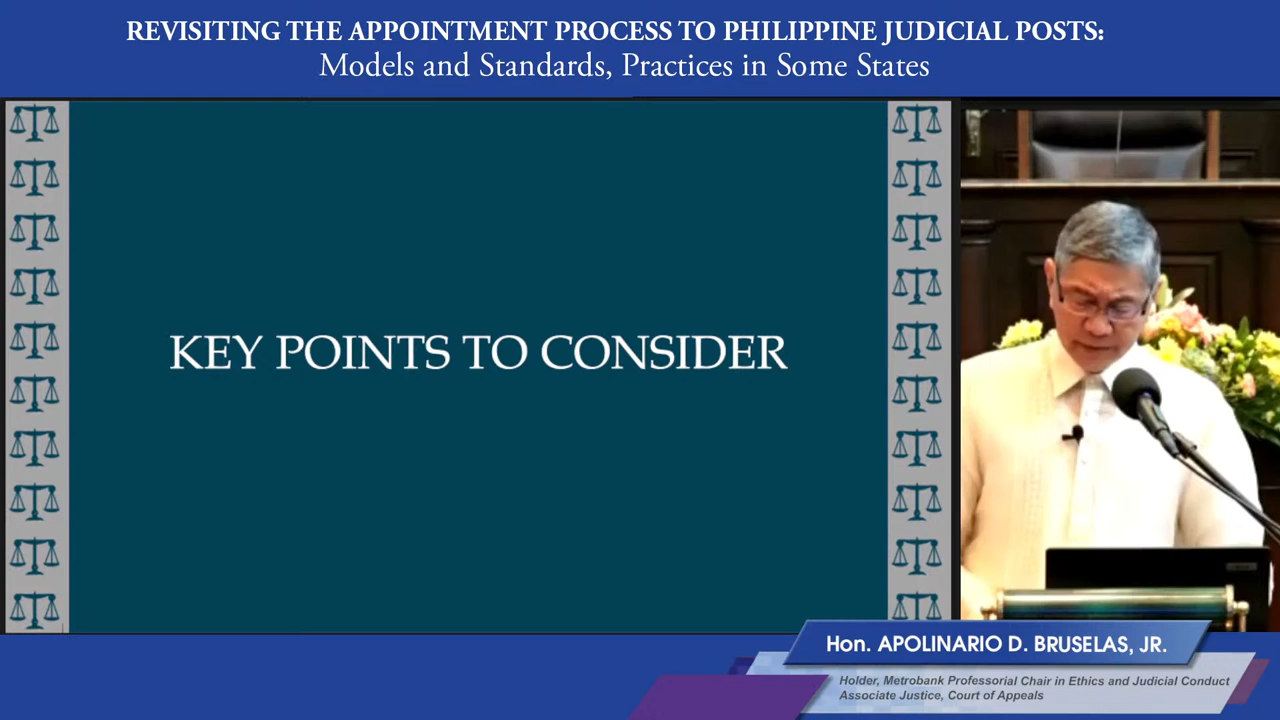 REVISITING THE APPOINTMENT PROCESS TO PHILIPPINE JUDICIAL POSTS:
Models and Standards, Practices in Some States
KEY POINTS TO CONSIDER
Hon. APOLINARIO D. BRUSELAS, JR.
Holder, Metrobank Professorial Chair in Ethics and Judicial Conduct
Associate Justice, Court of Appeals